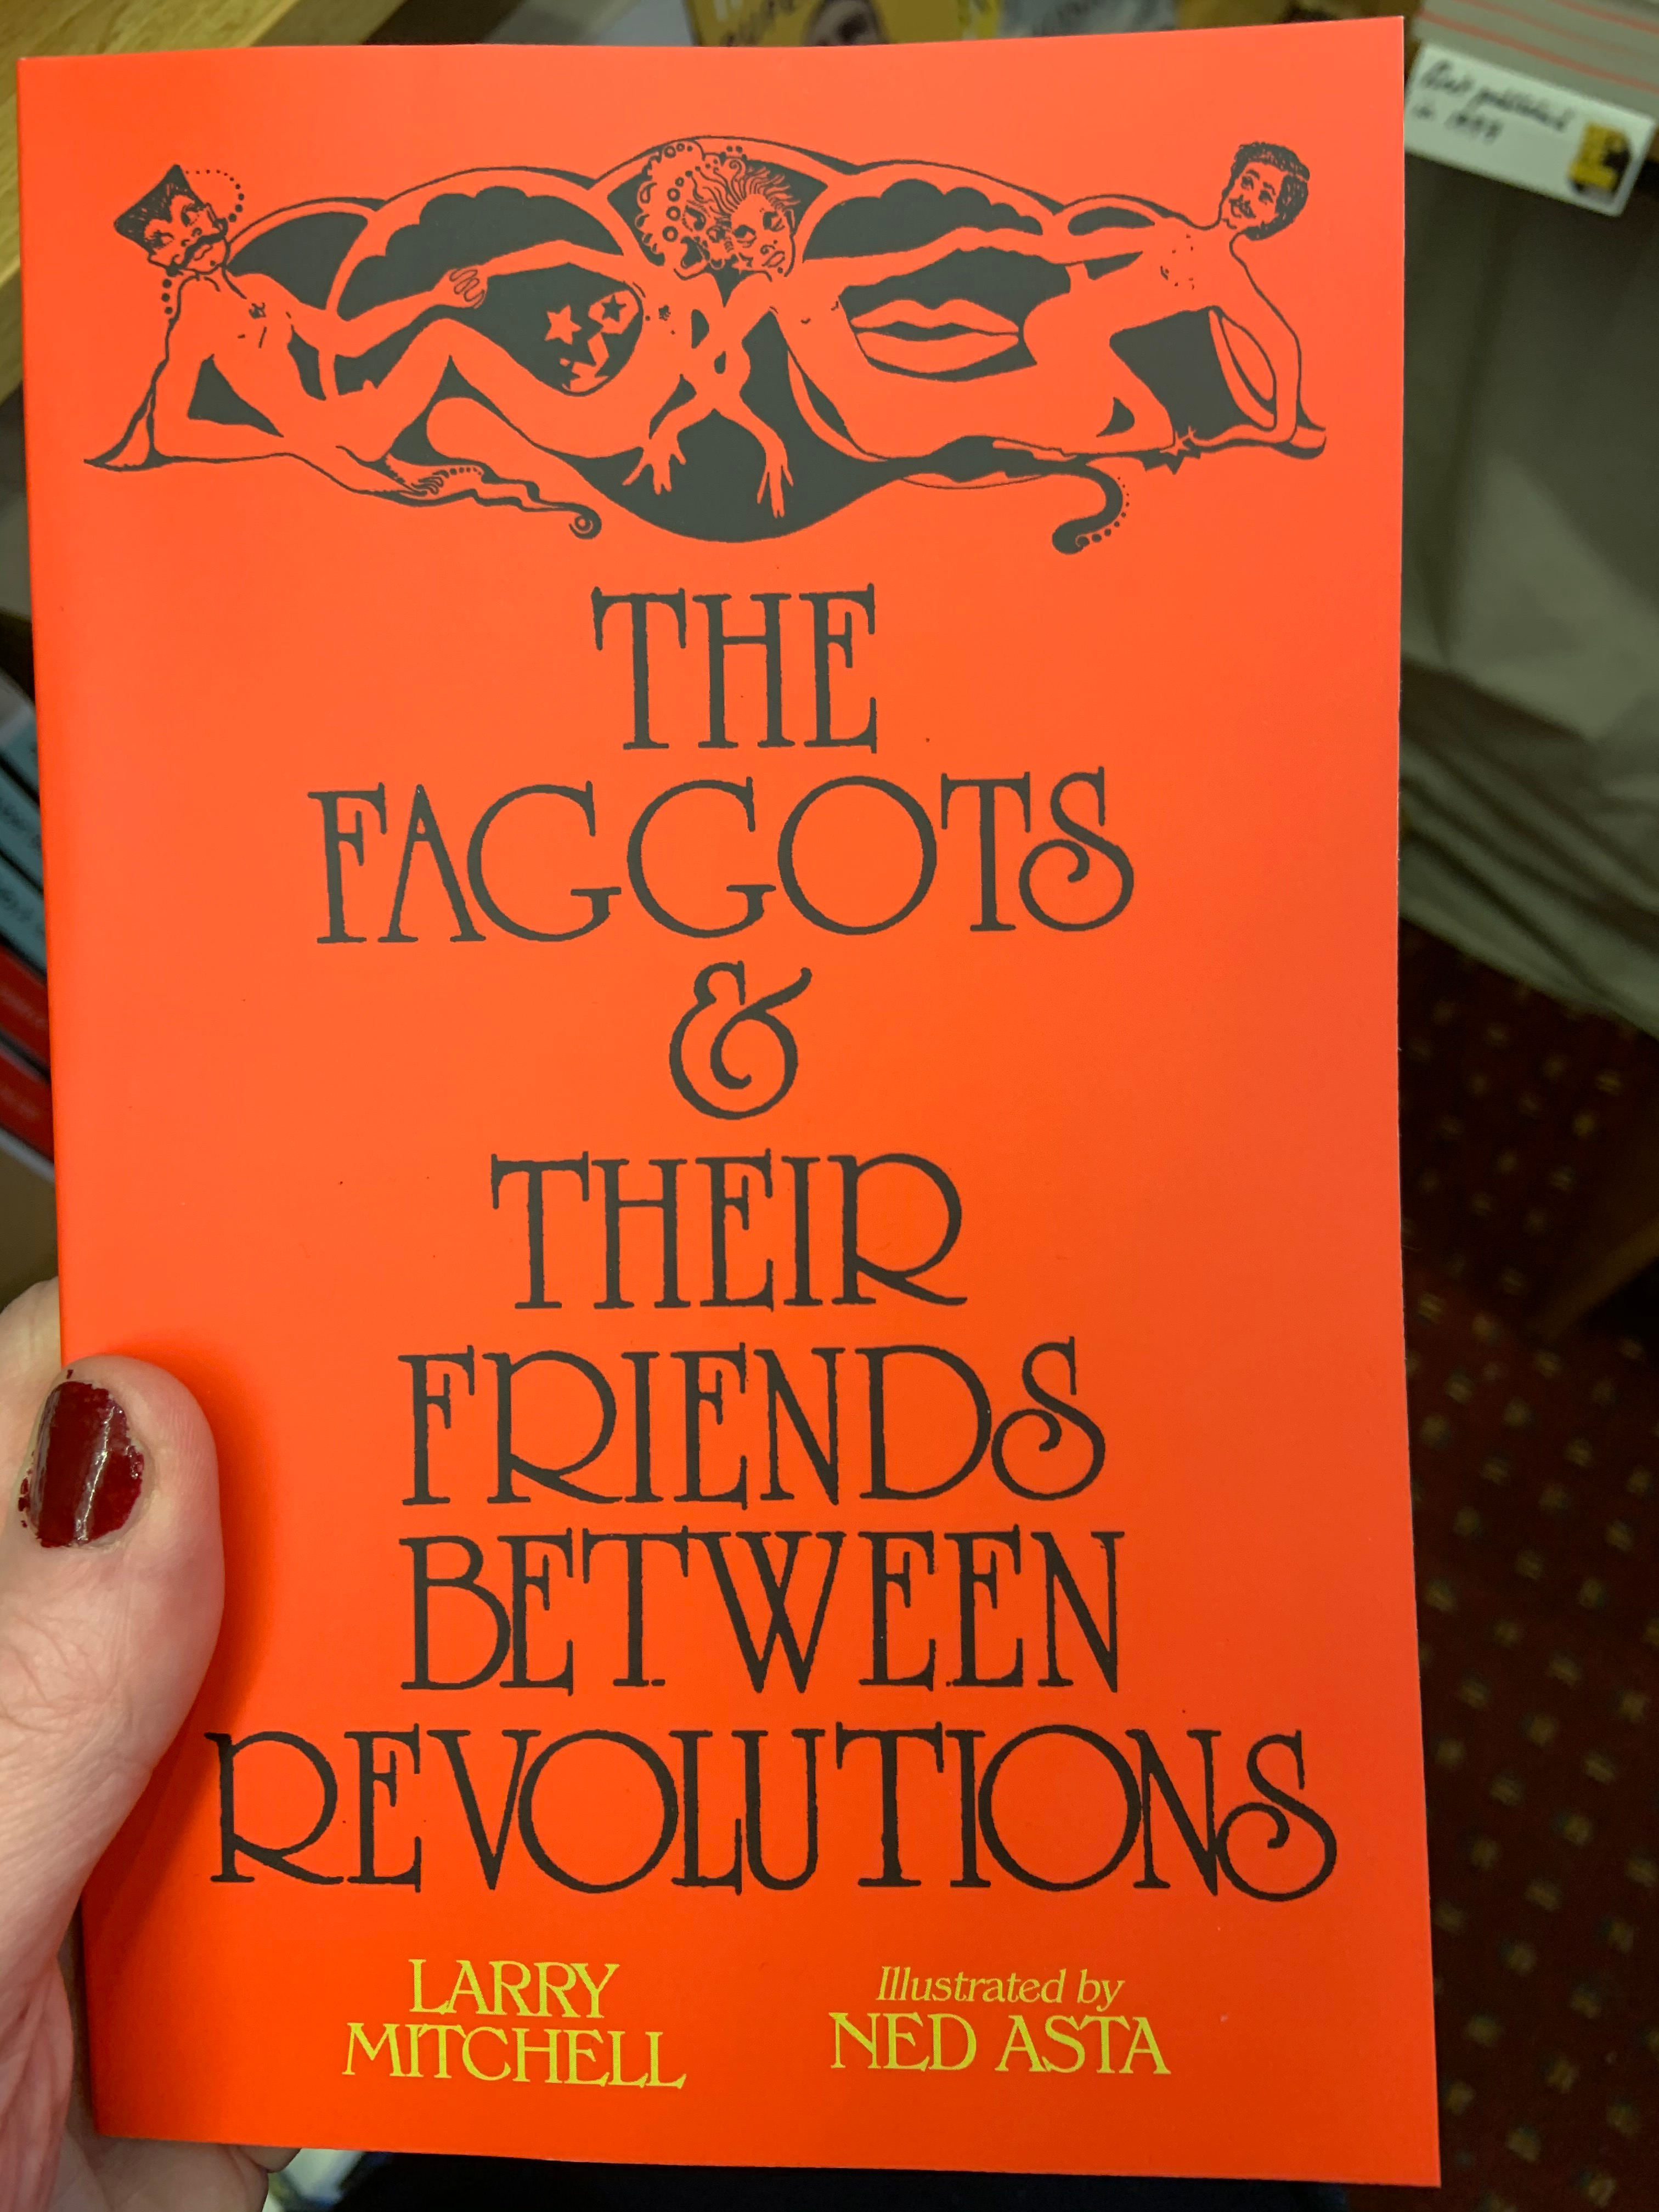 THE
FAGGOTS
&
THEIR
FRIENDS
BETWEEN
REVOLUTIONS
LARRY
MITCHELL
Illustrated by
NED ASTA